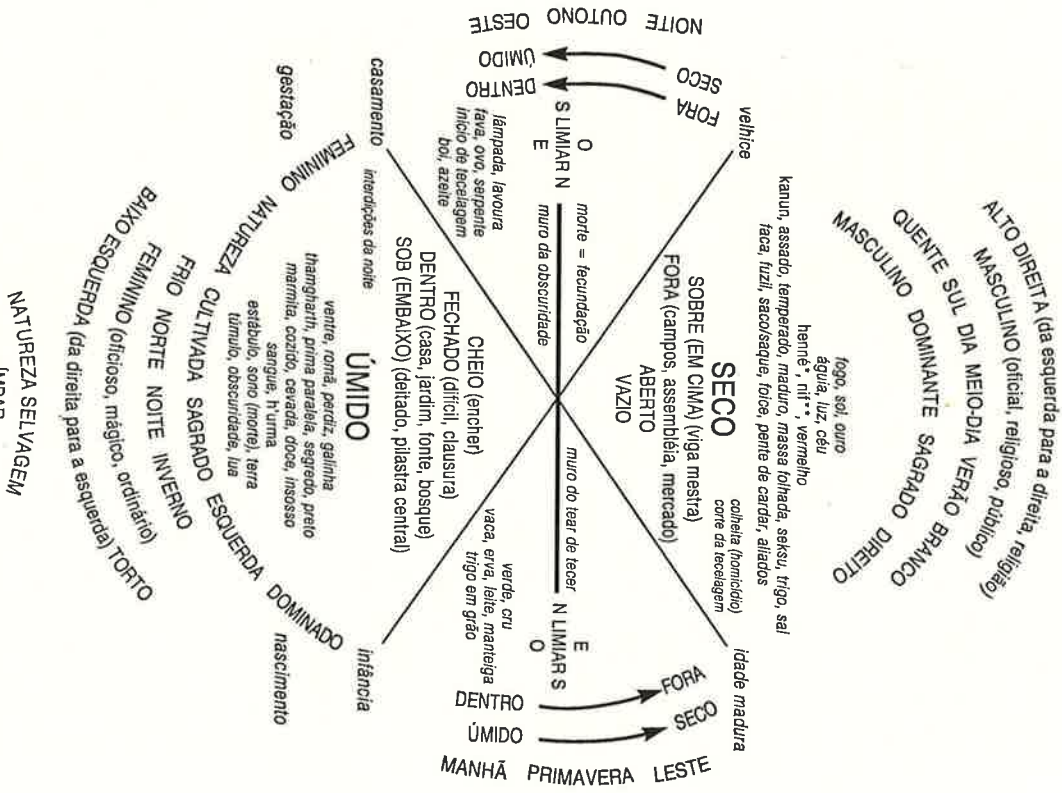 ALTO DIREITA (da esquerda para a direita, religião)
MASCULINO (oficial, religioso, público)
QUENTE SUL DIA MEIO-DIA VERÃO BRANCO
MASCULINO DOMINANTE SAGRADO DIREITO
fogo, sol, ouro
águia, luz, céu
henné*, nif**, vermelho
kanun, assado, temperado, maduro, massa folhada, seksu, trigo, sal
faca, fuzil, saco/saque, foice, pente de cardar, aliados
colheita (homicídio)
corte da tecelagem
velhice
idade madura
SECO
SOBRE (EM CIMA) (viga mestra)
FORA (campos, assembléia, mercado)
ABERTO
VAZIO
FORA
SECO
DENTRO
ÚMIDO
NOITE OUTONO OESTE
O
S LIMIAR N
E
morte = fecundação
muro da obscuridade
muro do tear de tecer
E
N LIMIAR S
O
FORA
SECO
DENTRO
ÚMIDO
MANHÃ PRIMAVERA LESTE
lâmpada, lavoura
fava, ovo, serpente
início de tecelagem
boi, azeite
verde, cru
vaca, erva, leite, manteiga
trigo em grão
CHEIO (encher)
FECHADO (difícil, clausura)
DENTRO (casa, jardin, fonte, bosque)
SOB (EMBAIXO) (deitado, pilastra central)
ÚMIDO
casamento
interdições da noite
infância
ventre, romã, perdiz, galinha
thamgharth, prima paralela, segredo, preto
marmita, cozido, cevada, doce, insosso
sangue, h'urma
estábulo, sono (morte), terra
túmulo, obscuridade, lua
gestação
nascimento
FEMININO NATUREZA CULTIVADA SAGRADO ESQUERDA DOMINADO
FRIO NORTE NOITE INVERNO
FEMININO (oficioso, mágico, ordinário)
BAIXO ESQUERDA (da direita para a esquerda) TORTO
NATUREZA SELVAGEM
ÍMPAR